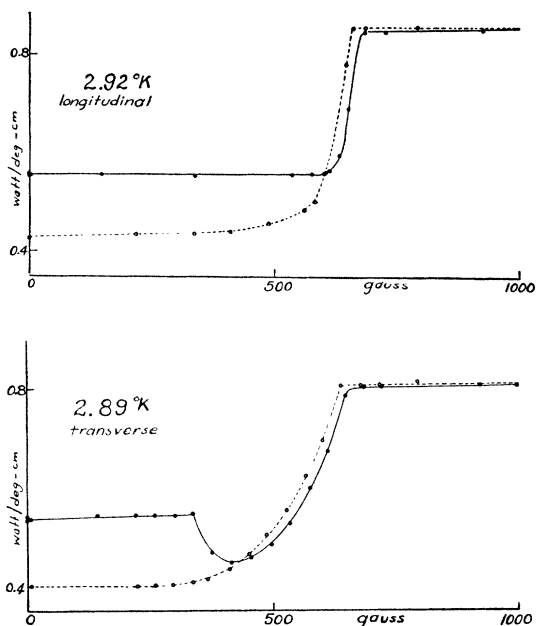 0.8
2.92°K
longitudinal
watt/deg-cm
0.4
0
500
gauss
1000
0.8
2.89°K
transverse
watt/deg-cm
0.4
0
500
gauss
1000